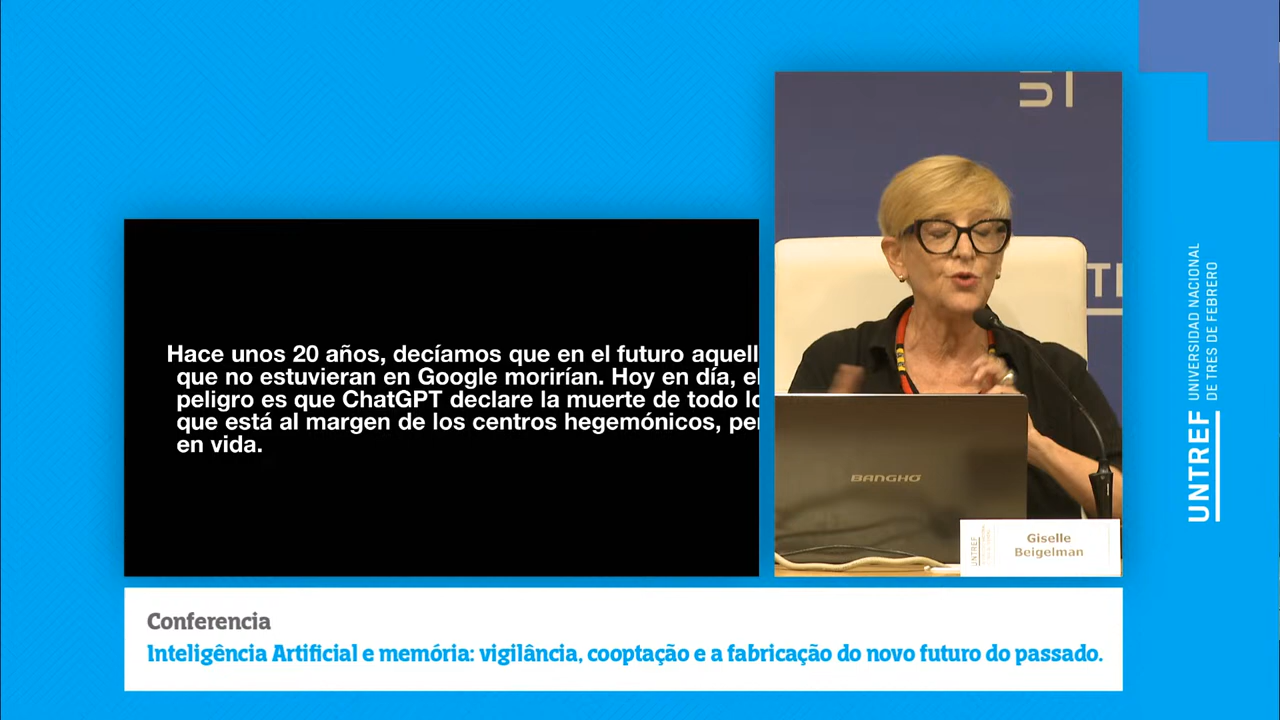 Hace unos 20 años, decíamos que en el futuro aquell
que no estuvieran en Google morirían. Hoy en día, el
peligro es que ChatGPT declare la muerte de todo lo
que está al margen de los centros hegemónicos, per
en vida.
BANGHO
UNTREF
Giselle
Beigelman
UNTREF
UNIVERSIDAD NACIONAL
DE TRES DE FEBRERO
Conferencia
Inteligência Artificial e memória: vigilância, cooptação e a fabricação do novo futuro do passado.